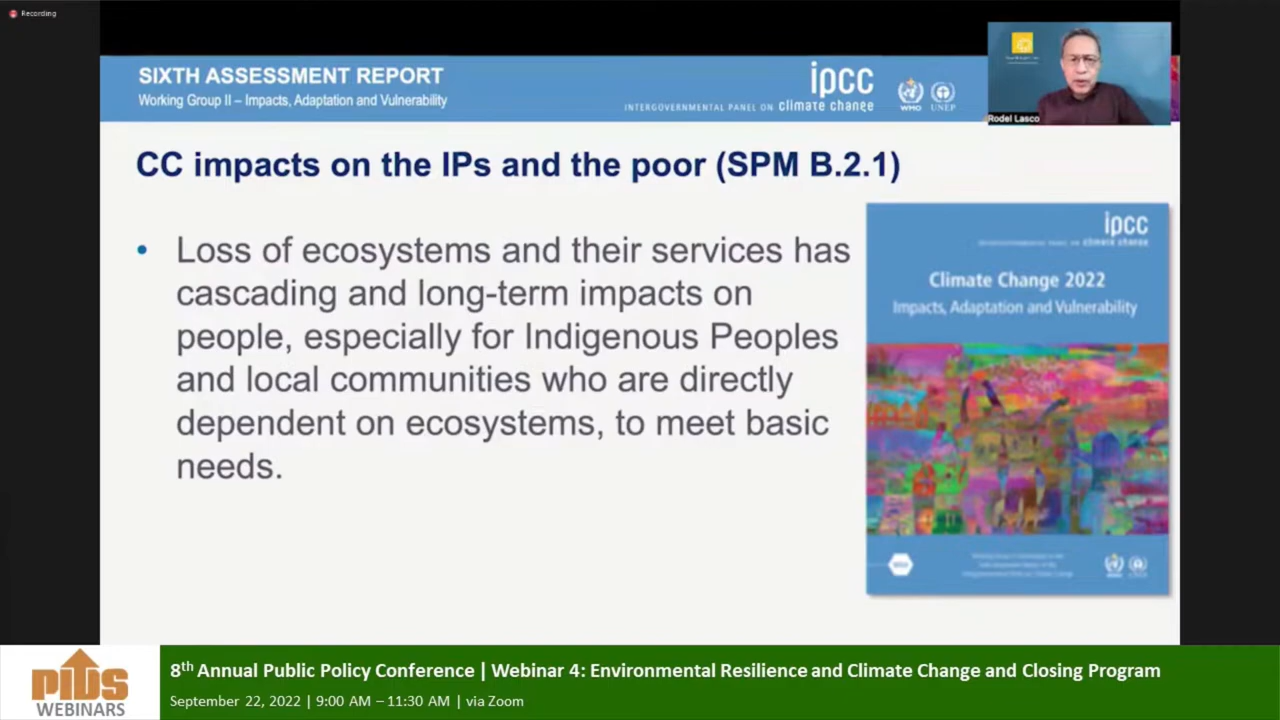 Recording
SIXTH ASSESSMENT REPORT
Working Group II – Impacts, Adaptation and Vulnerability
ipcc
INTERGOVERNMENTAL PANEL ON climate change
WMO
UNEP
Rodel Lasco
CC impacts on the IPs and the poor (SPM B.2.1)
• Loss of ecosystems and their services has
cascading and long-term impacts on
people, especially for Indigenous Peoples
and local communities who are directly
dependent on ecosystems, to meet basic
needs.
ipcc
climate change
Climate Change 2022
Impacts, Adaptation and Vulnerability
PIDS
WEBINARS
8th Annual Public Policy Conference | Webinar 4: Environmental Resilience and Climate Change and Closing Program
September 22, 2022 | 9:00 AM – 11:30 AM | via Zoom